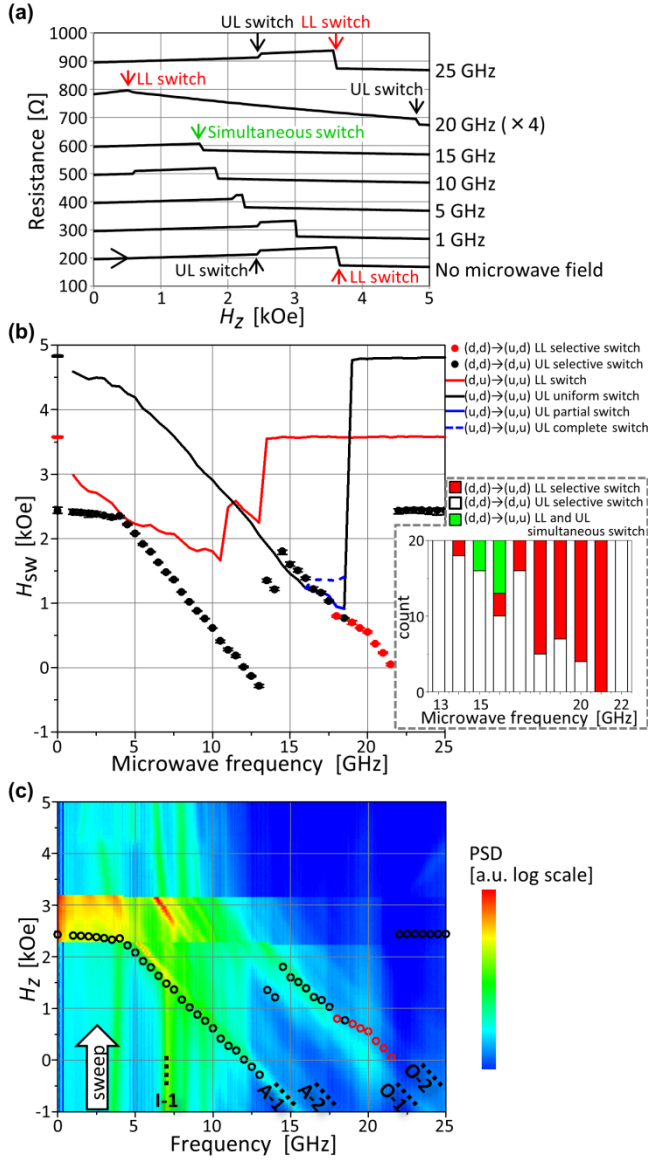 (a)
UL switch
LL switch
1000
900
800
700
600
500
400
300
200
100
Resistance [Ω]
LL switch
UL switch
Simultaneous switch
25 GHz
20 GHz (×4)
15 GHz
10 GHz
5 GHz
1 GHz
No microwave field
UL switch
LL switch
0 1 2 3 4 5
Hz [kOe]
(b)
5
4
3
2
1
0
-1
HSW [kOe]
0 5 10 15 20 25
Microwave frequency [GHz]
(d,d)→(u,d) LL selective switch
(d,d)→(d,u) UL selective switch
(d,u)→(u,u) LL switch
(u,d)→(u,u) UL uniform switch
(u,d)→(u,u) UL partial switch
(u,d)→(u,u) UL complete switch
(d,d)→(u,d) LL selective switch
(d,d)→(d,u) UL selective switch
(d,d)→(u,u) LL and UL
simultaneous switch
20
10
0
count
13 15 20 22
Microwave frequency [GHz]
(c)
5
4
3
2
1
0
-1
Hz [kOe]
sweep
I-1
A-1
A-2
O-1
O-2
0 5 10 15 20 25
Frequency [GHz]
PSD
[a.u. log scale]